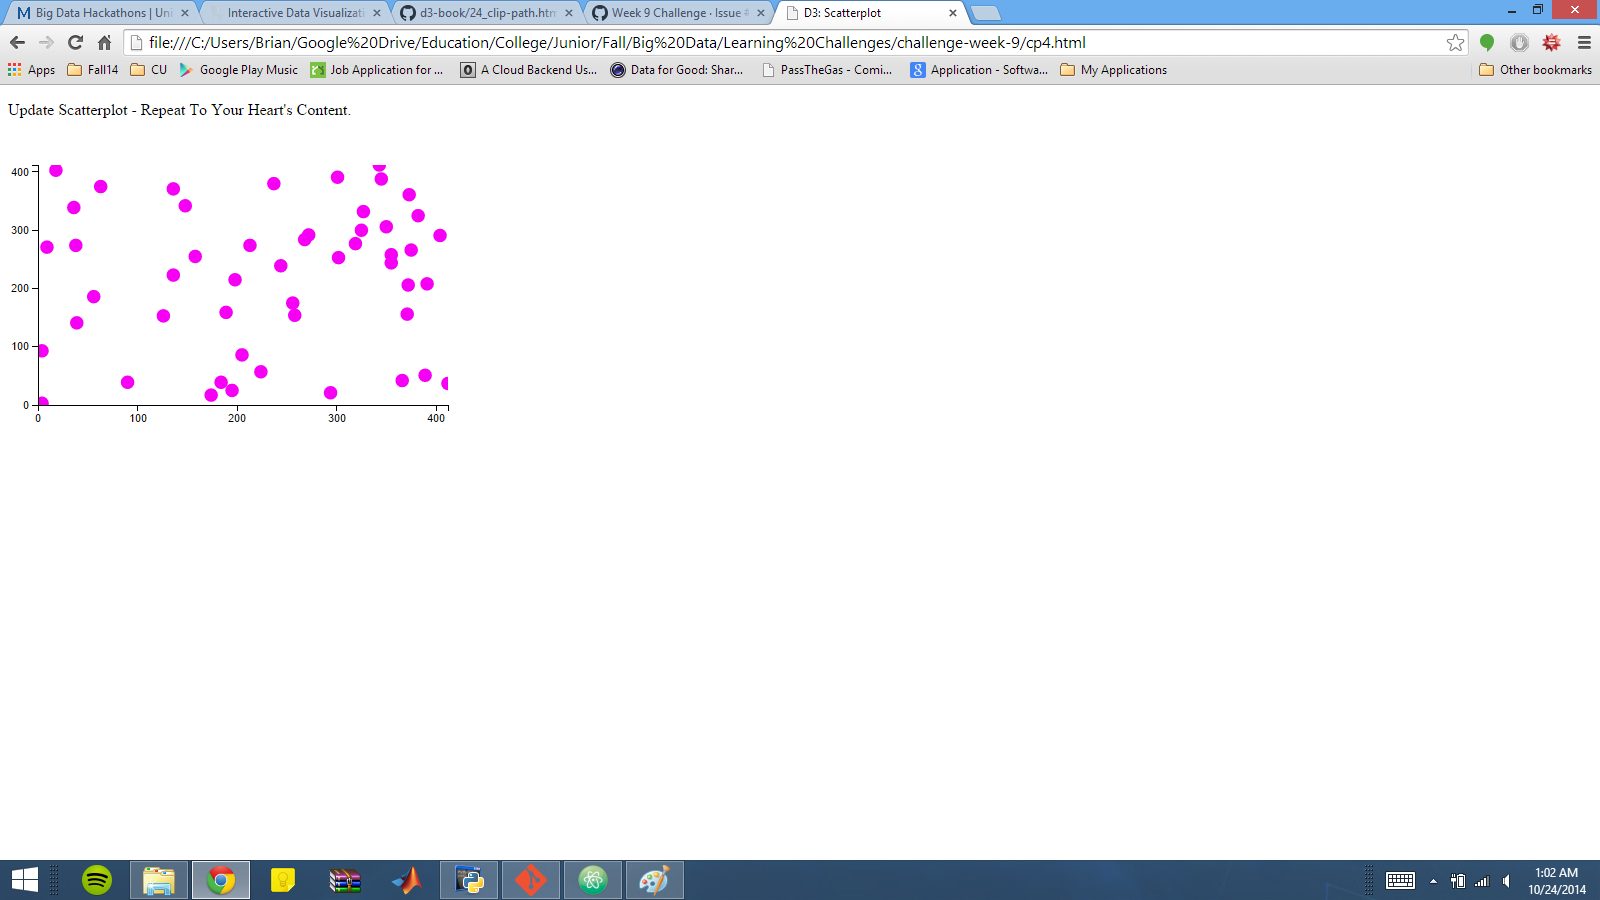 Big Data Hackathons | Uni
Interactive Data Visualizati
d3-book/24_clip-path.htm
Week 9 Challenge · Issue #
D3: Scatterplot
file:///C:/Users/Brian/Google%20Drive/Education/College/Junior/Fall/Big%20Data/Learning%20Challenges/challenge-week-9/cp4.html
Apps
Fall14
CU
Google Play Music
Job Application for ...
A Cloud Backend Us...
Data for Good: Shar...
PassTheGas - Comi...
Application - Softwa...
My Applications
Other bookmarks
Update Scatterplot - Repeat To Your Heart's Content.
400
300
200
100
0
0 100 200 300 400
1:02 AM
10/24/2014